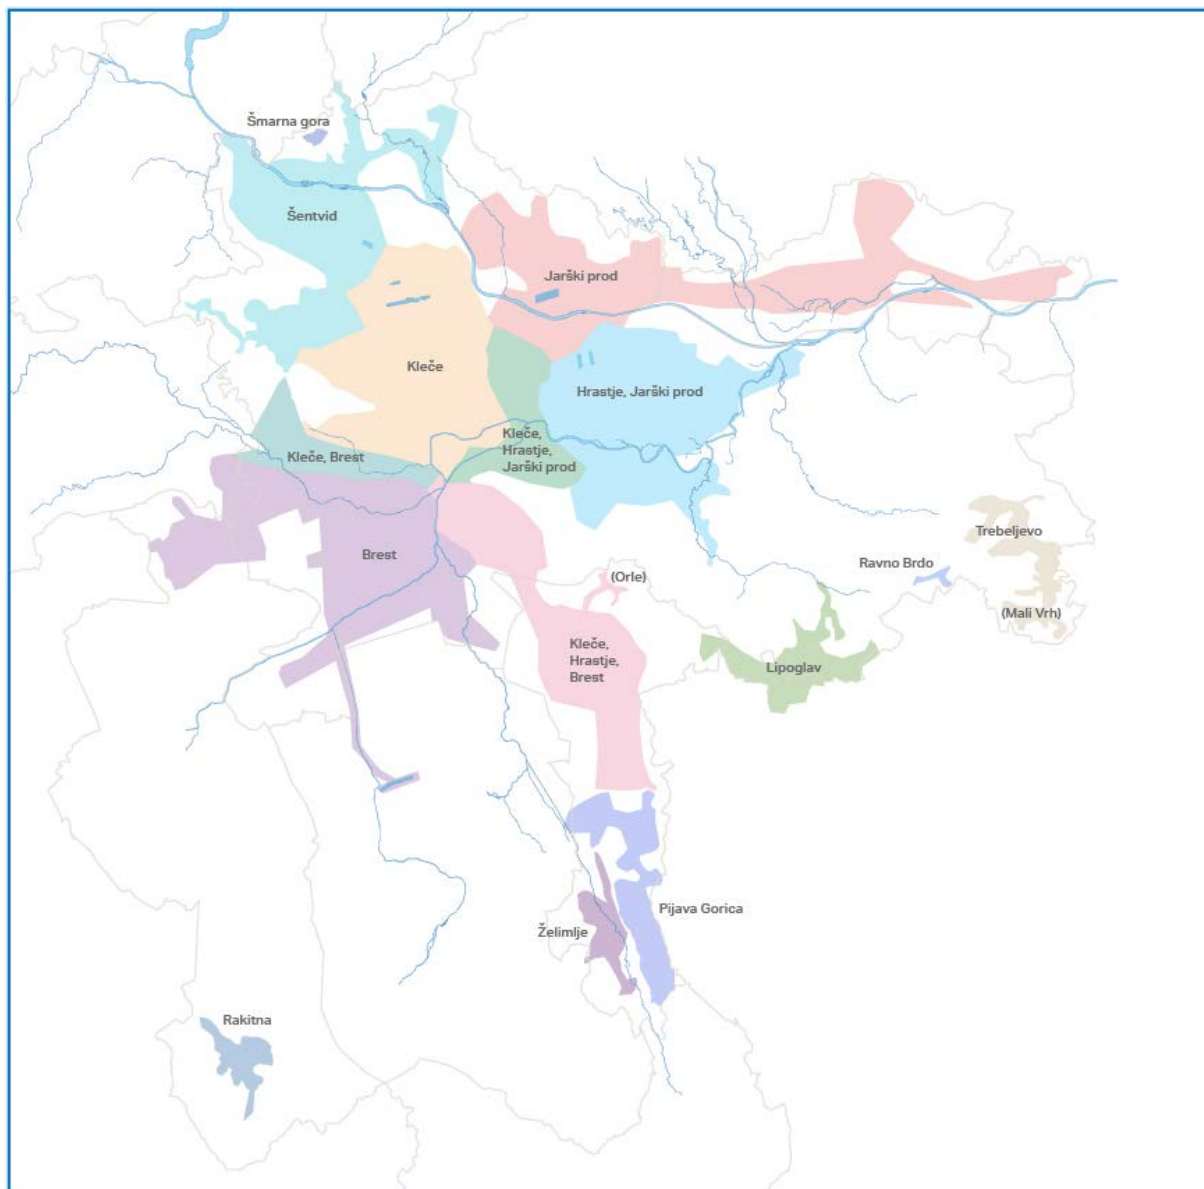 Šmarna gora
Šentvid
Jarški prod
Kleče
Hrastje, Jarški prod
Kleče,
Hrastje,
Jarški prod
Kleče, Brest
Brest
Trebeljevo
Ravno Brdo
(Orle)
(Mali Vrh)
Kleče,
Hrastje,
Brest
Lipoglav
Pijava Gorica
Želimlje
Rakitna